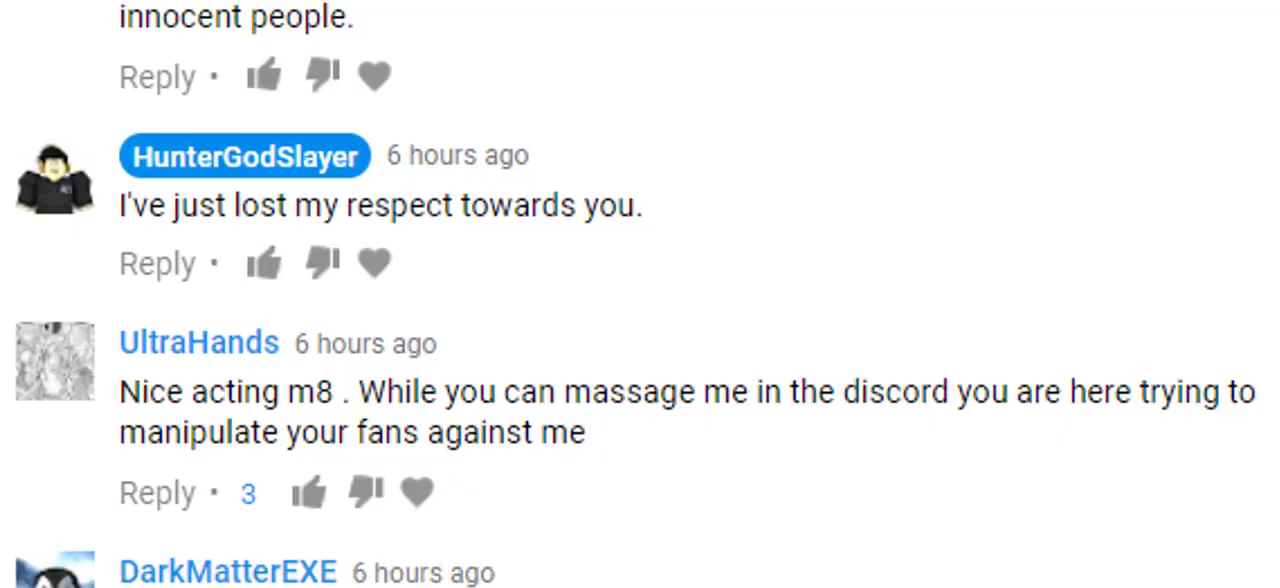 innocent people.
Reply •
HunterGodSlayer 6 hours ago
I've just lost my respect towards you.
Reply •
UltraHands 6 hours ago
Nice acting m8 . While you can massage me in the discord you are here trying to
manipulate your fans against me
Reply • 3
DarkMatterEXE 6 hours ago